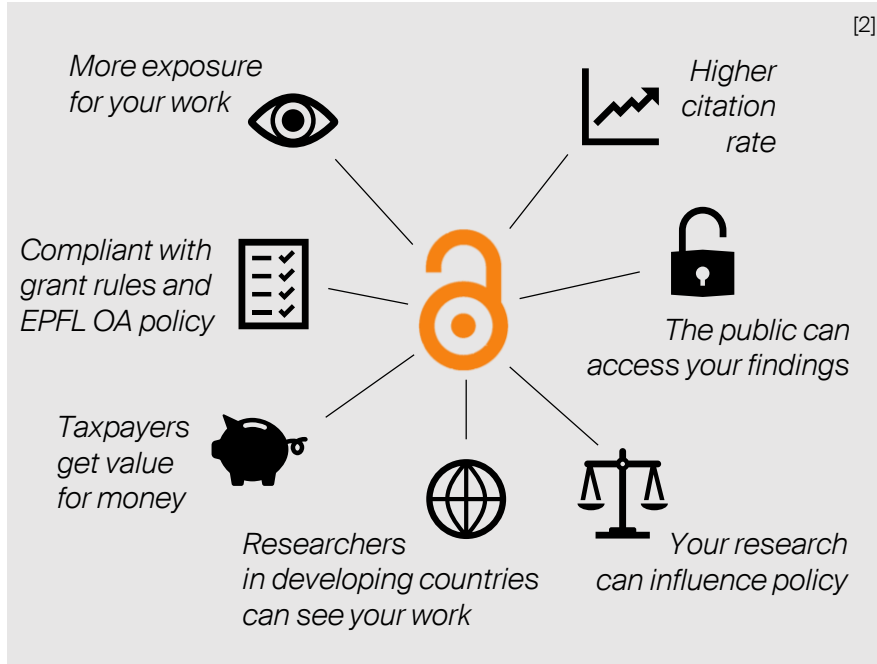 [2]
More exposure
for your work
Higher
citation
rate
Compliant with
grant rules and
EPFL OA policy
The public can
access your findings
Taxpayers
get value
for money
Researchers
in developing countries
can see your work
Your research
can influence policy